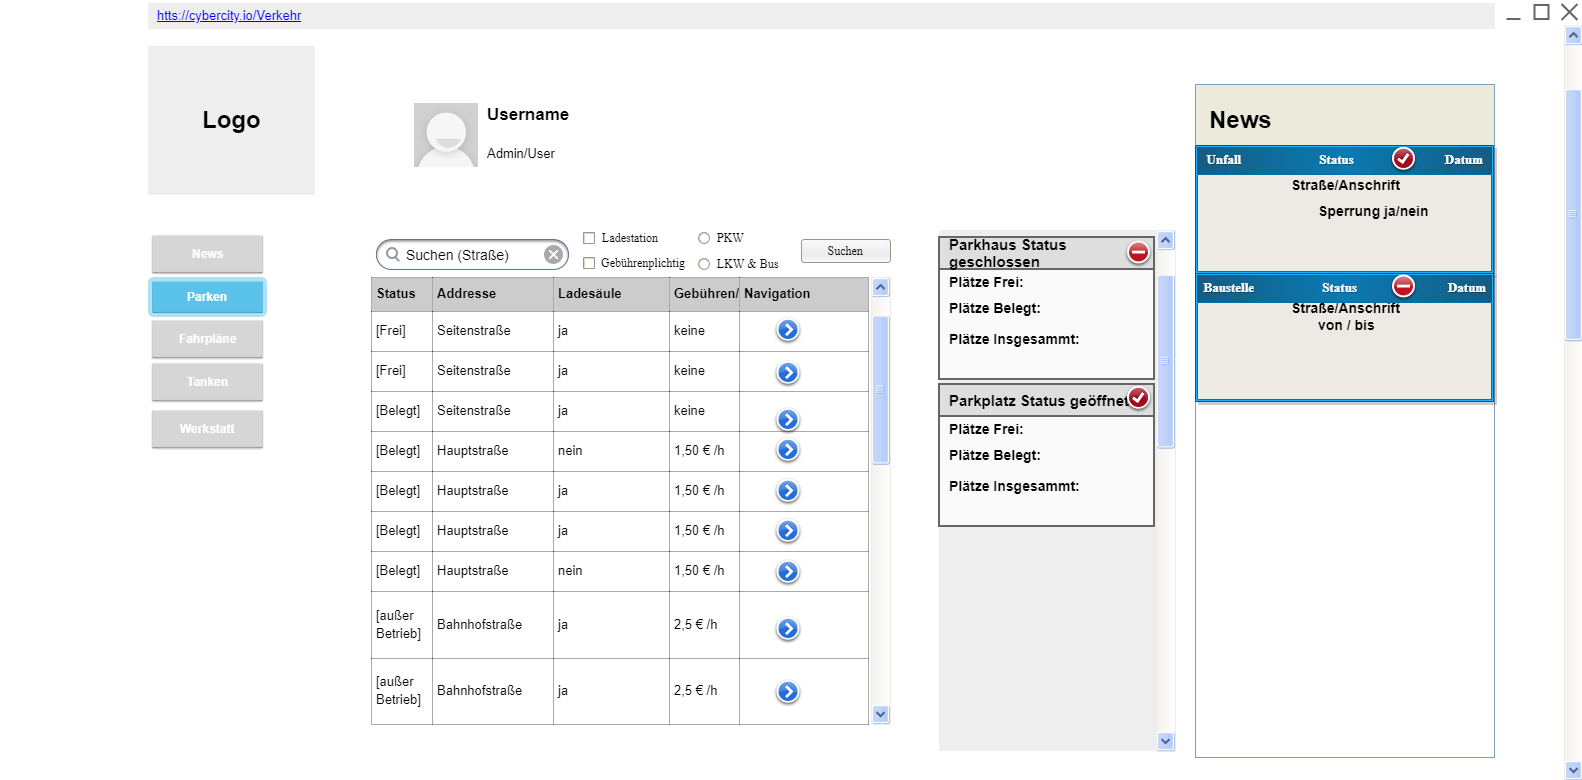 htts://cybercity.io/Verkehr
Logo
Username
Admin/User
News
Parken
Fahrpläne
Tanken
Werkstatt
Suchen (Straße)
Ladestation
PKW
Gebührenplichtig
LKW & Bus
Suchen
Status Addresse Ladesäule Gebühren/ Navigation
[Frei] Seitenstraße ja keine
[Frei] Seitenstraße ja keine
[Belegt] Seitenstraße ja keine
[Belegt] Hauptstraße nein 1,50 € /h
[Belegt] Hauptstraße ja 1,50 € /h
[Belegt] Hauptstraße ja 1,50 € /h
[Belegt] Hauptstraße nein 1,50 € /h
[außer
Betrieb] Bahnhofstraße ja 2,5 € /h
[außer
Betrieb] Bahnhofstraße ja 2,5 € /h
Parkhaus Status
geschlossen
Plätze Frei:
Plätze Belegt:
Plätze Insgesammt:
Parkplatz Status geöffnet
Plätze Frei:
Plätze Belegt:
Plätze Insgesammt:
News
Unfall Status Datum
Straße/Anschrift
Sperrung ja/nein
Baustelle Status Datum
Straße/Anschrift
von / bis